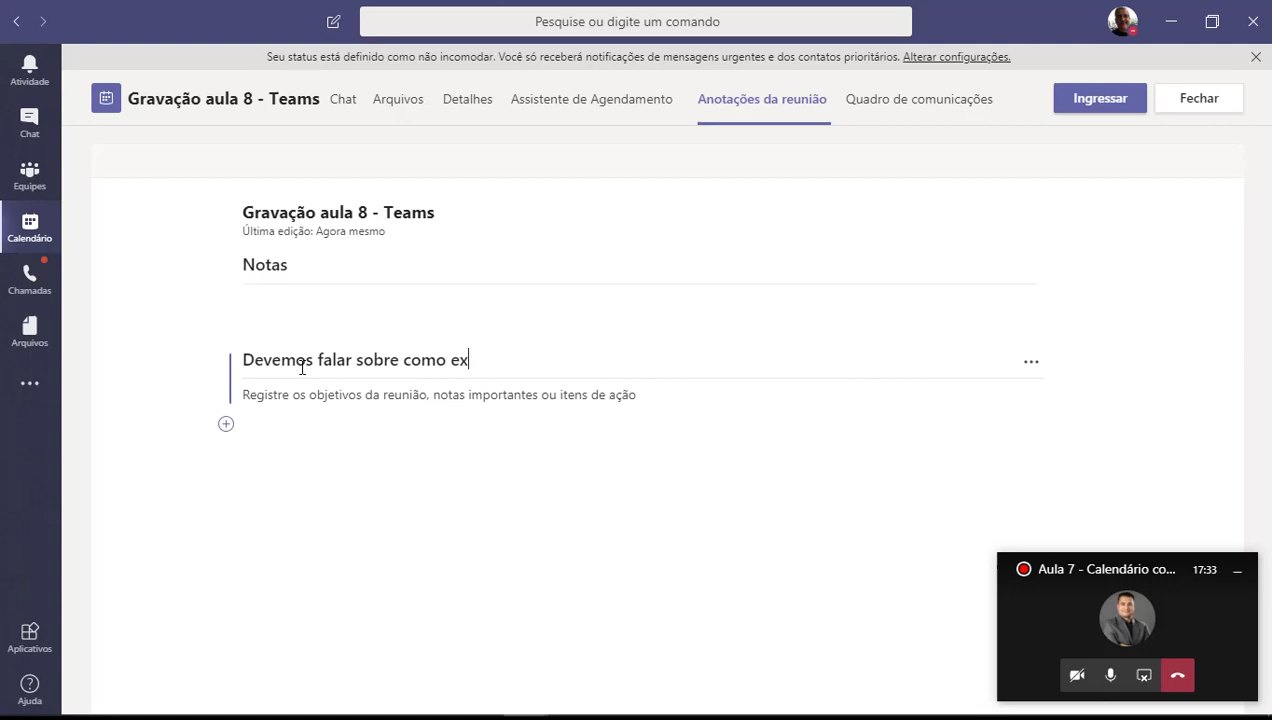 Pesquise ou digite um comando
Seu status está definido como não incomodar. Você só receberá notificações de mensagens urgentes e dos contatos prioritários. Alterar configurações.
Atividade
Chat
Equipes
Calendário
Chamadas
Arquivos
Aplicativos
Ajuda
Gravação aula 8 - Teams Chat Arquivos Detalhes Assistente de Agendamento Anotações da reunião Quadro de comunicações Ingressar Fechar
Gravação aula 8 - Teams
Última edição: Agora mesmo
Notas
Devemos falar sobre como ex
Registre os objetivos da reunião, notas importantes ou itens de ação
Aula 7 - Calendário co... 17:33